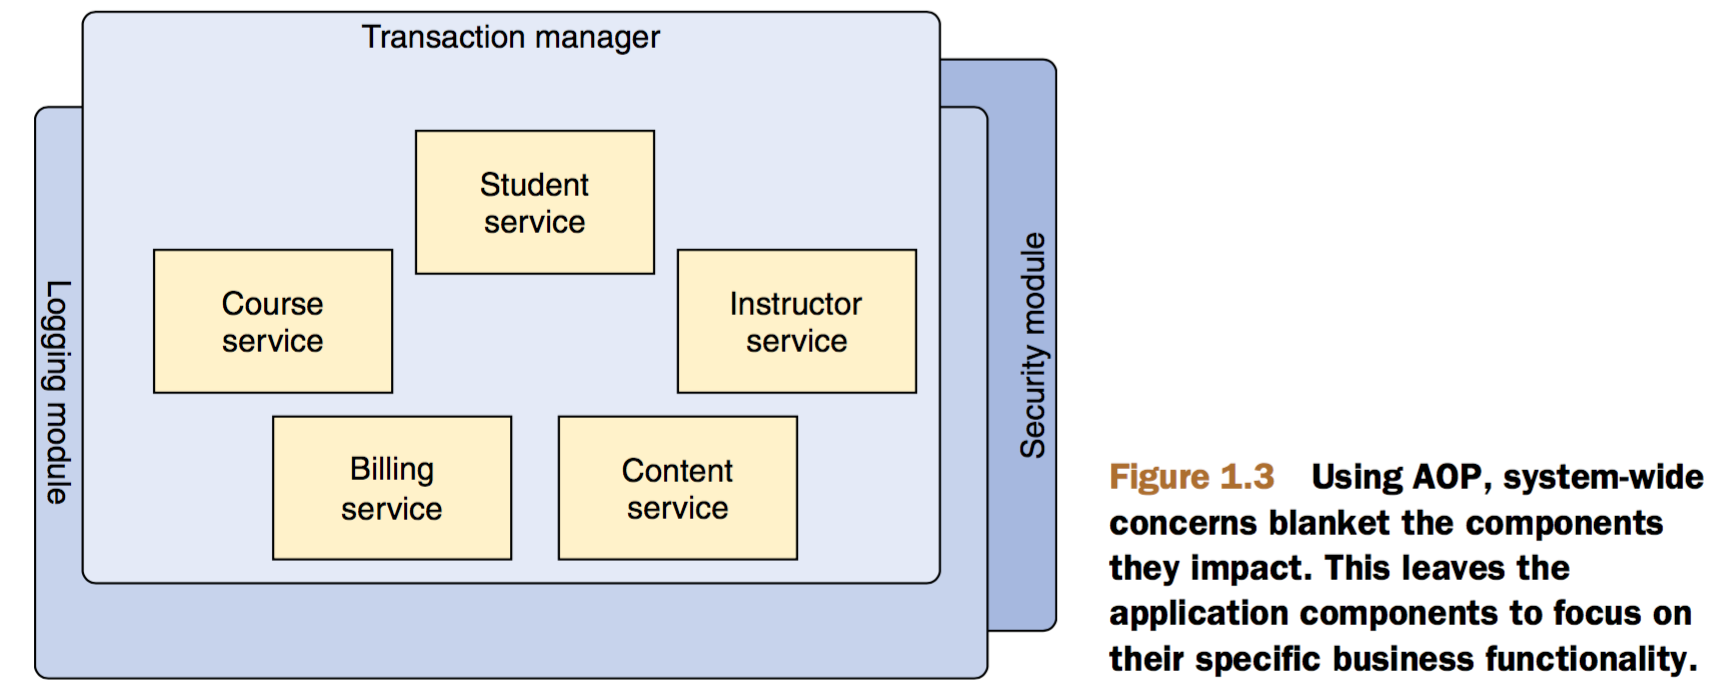 Transaction manager
Student
service
Course
service
Instructor
service
Billing
service
Content
service
Logging module
Security module
Figure 1.3 Using AOP, system-wide
concerns blanket the components
they impact. This leaves the
application components to focus on
their specific business functionality.